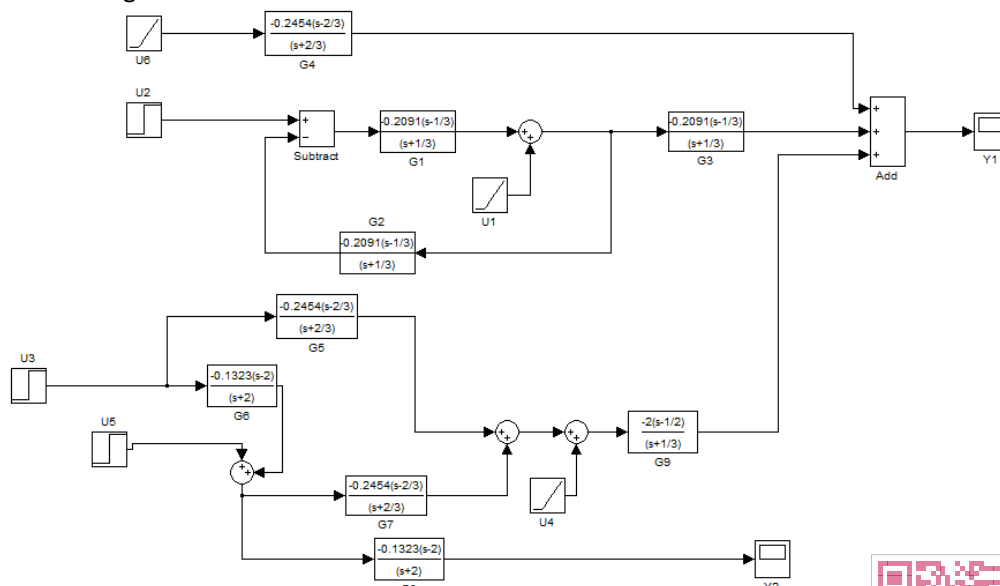 U6
-0.2454(s-2/3)
(s+2/3)
G4
U2
+
−
Subtract
-0.2091(s-1/3)
(s+1/3)
G1
+
+
U1
-0.2091(s-1/3)
(s+1/3)
G3
+
+
+
Add
Y1
G2
-0.2091(s-1/3)
(s+1/3)
-0.2454(s-2/3)
(s+2/3)
G5
U3
-0.1323(s-2)
(s+2)
G6
U5
+
+
+
+
+
+
-2(s-1/2)
(s+1/3)
G9
-0.2454(s-2/3)
(s+2/3)
G7
U4
-0.1323(s-2)
(s+2)